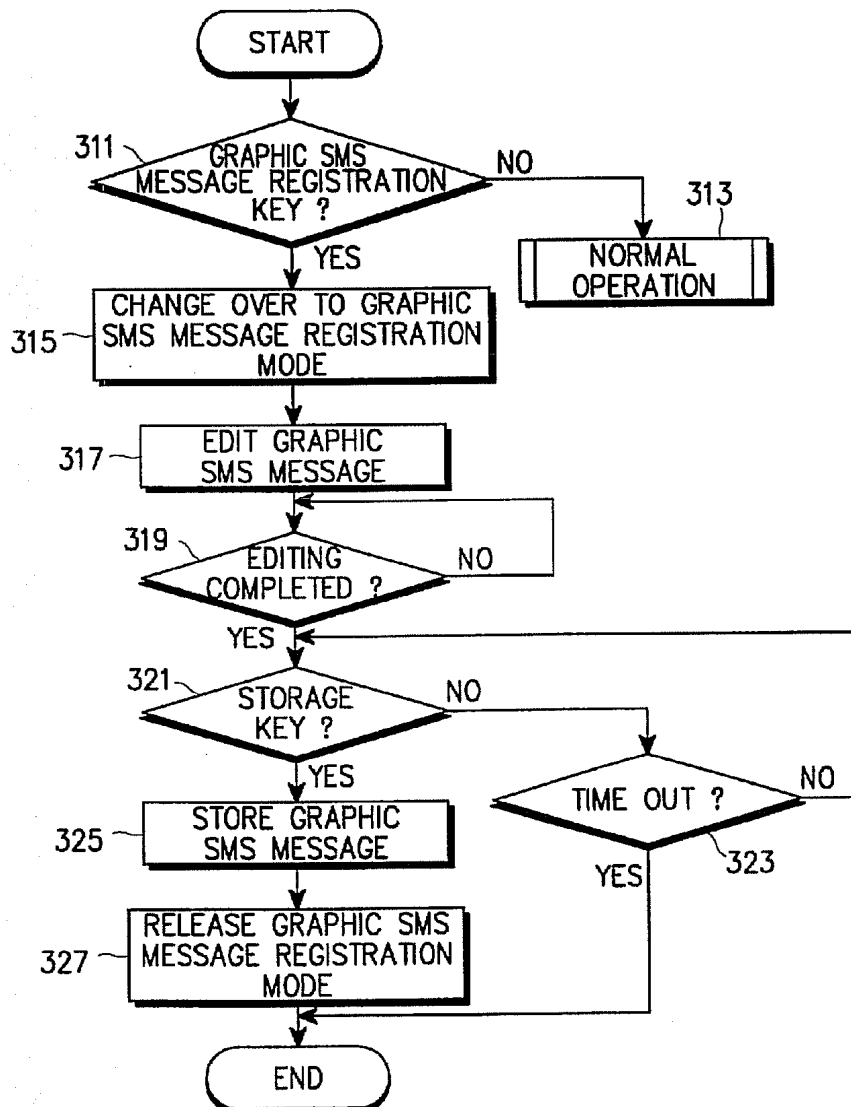 START
311
GRAPHIC SMS
MESSAGE REGISTRATION
KEY ?
NO
313
YES
NORMAL
OPERATION
315
CHANGE OVER TO GRAPHIC
SMS MESSAGE REGISTRATION
MODE
317
EDIT GRAPHIC
SMS MESSAGE
319
EDITING
COMPLETED ?
NO
YES
321
STORAGE
KEY ?
NO
YES
TIME OUT ?
NO
323
YES
325
STORE GRAPHIC
SMS MESSAGE
327
RELEASE GRAPHIC SMS
MESSAGE REGISTRATION
MODE
END